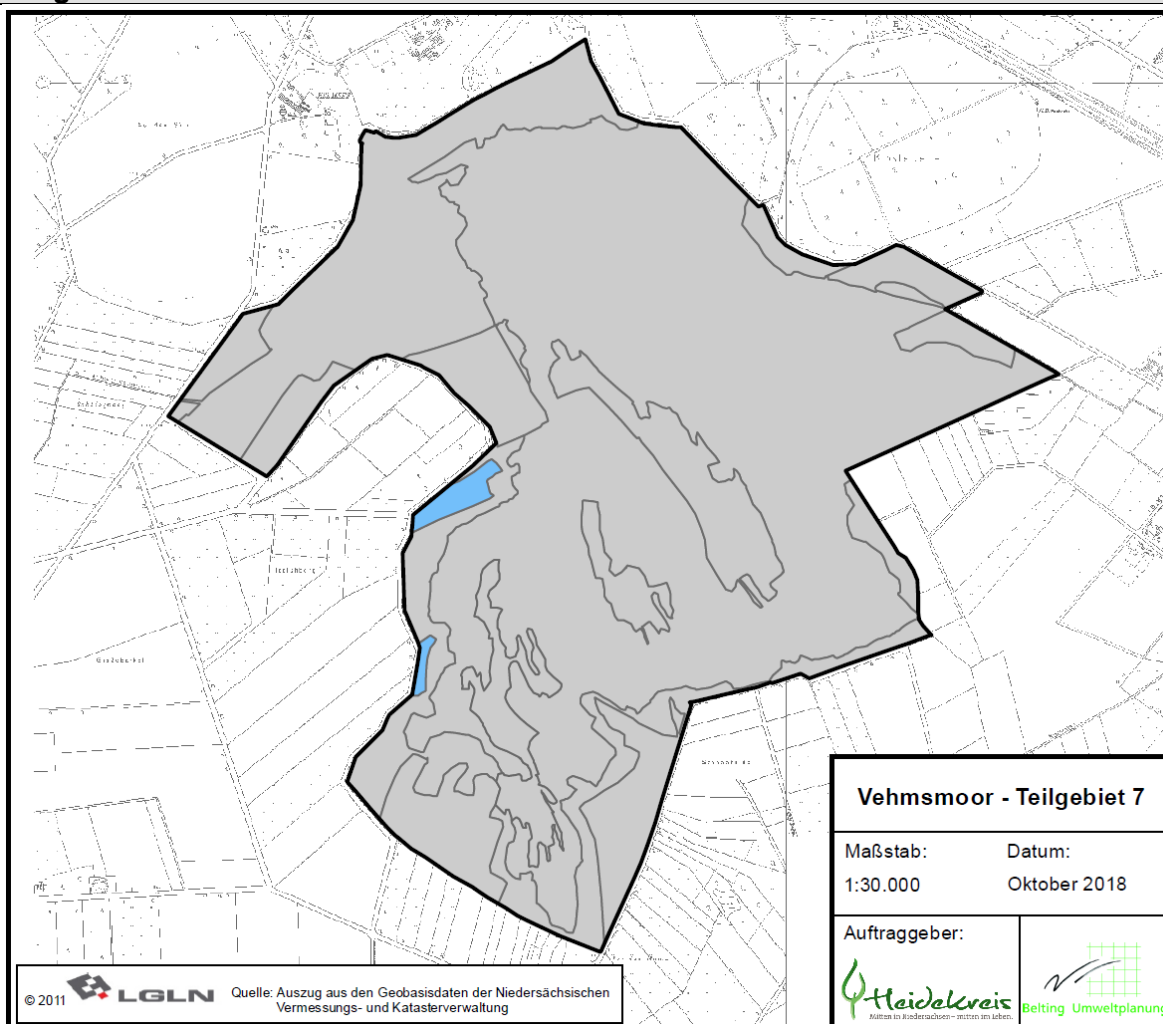 Vehmsmoor - Teilgebiet 7
Maßstab:
Datum:
1:30.000
Oktober 2018
Auftraggeber:
Heidekreis
Mitten in Niedersachsen – mitten im Leben.
Belting Umweltplanung
© 2011
LGLN
Quelle: Auszug aus den Geobasisdaten der Niedersächsischen
Vermessungs- und Katasterverwaltung